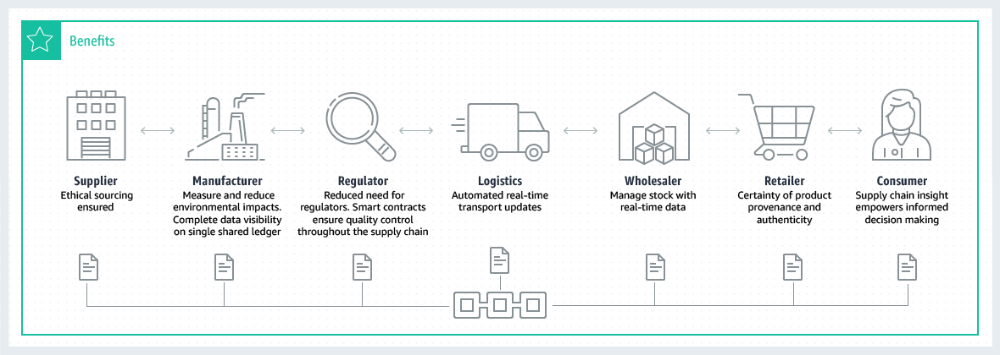 Benefits
Supplier
Ethical sourcing
ensured
Manufacturer
Measure and reduce
environmental impacts.
Complete data visibility
on single shared ledger
Regulator
Reduced need for
regulators. Smart contracts
ensure quality control
throughout the supply chain
Logistics
Automated real-time
transport updates
Wholesaler
Manage stock with
real-time data
Retailer
Certainty of product
provenance and
authenticity
Consumer
Supply chain insight
empowers informed
decision making